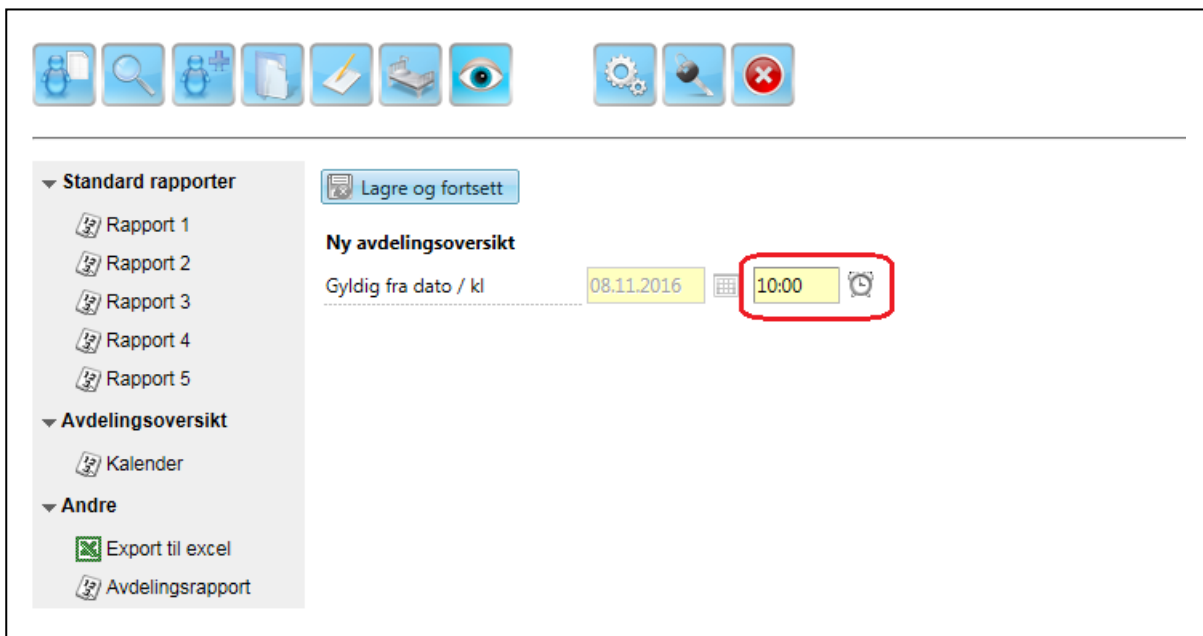 Standard rapporter
Rapport 1
Rapport 2
Rapport 3
Rapport 4
Rapport 5
Avdelingsoversikt
Kalender
Andre
Export til excel
Avdelingsrapport
Lagre og fortsett
Ny avdelingsoversikt
Gyldig fra dato / kl 08.11.2016 10:00